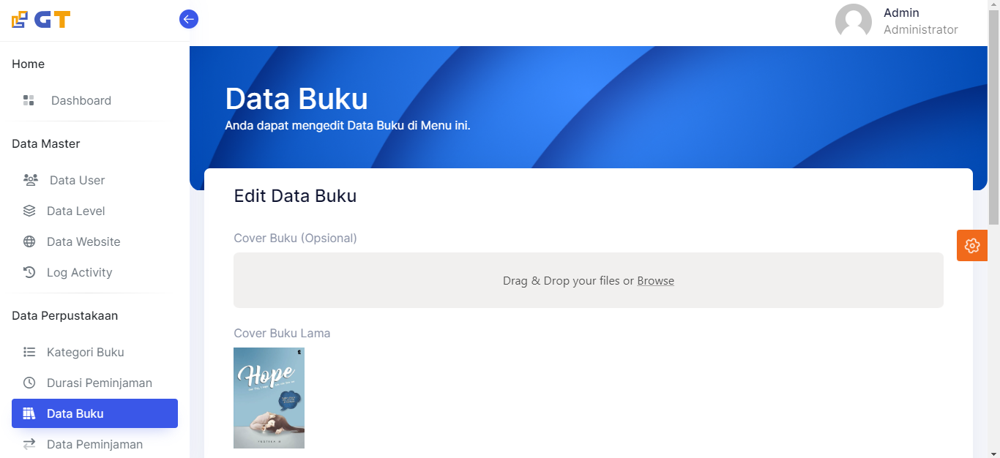 GT
Admin
Administrator
Home
Dashboard
Data Master
Data User
Data Level
Data Website
Log Activity
Data Perpustakaan
Kategori Buku
Durasi Peminjaman
Data Buku
Data Peminjaman
Data Buku
Anda dapat mengedit Data Buku di Menu ini.
Edit Data Buku
Cover Buku (Opsional)
Drag & Drop your files or Browse
Cover Buku Lama
Hope